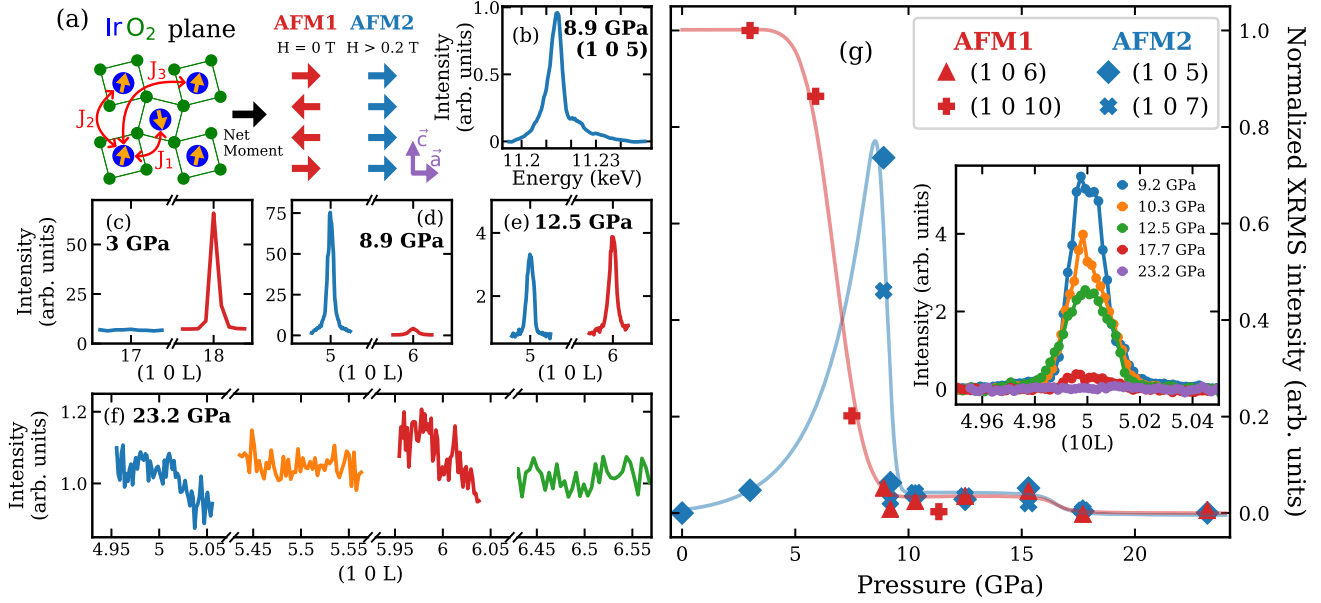 (a)
IrO₂ plane
J₃
J₂
J₁
Net
Moment
AFM1
AFM2
H = 0 T
H > 0.2 T
c⃗
a⃗
(b)
8.9 GPa
(1 0 5)
Intensity
(arb. units)
1.0
0.5
0
11.2
11.23
Energy (keV)
(c)
3 GPa
Intensity
(arb. units)
50
25
0
17
18
(1 0 L)
(d)
8.9 GPa
75
50
25
0
5
6
(1 0 L)
(e)
12.5 GPa
4
2
5
6
(1 0 L)
(f) 23.2 GPa
Intensity
(arb. units)
1.2
1.0
4.95
5
5.05
5.45
5.5
5.55
5.95
6
6.05
6.45
6.5
6.55
(1 0 L)
(g)
AFM1
AFM2
(1 0 6)
(1 0 5)
(1 0 10)
(1 0 7)
Intensity (arb. units)
4
2
0
9.2 GPa
10.3 GPa
12.5 GPa
17.7 GPa
23.2 GPa
4.96
4.98
5
5.02
5.04
(10L)
1.0
0.8
0.6
0.4
0.2
0.0
Normalized XRMS intensity (arb. units)
0
5
10
15
20
Pressure (GPa)